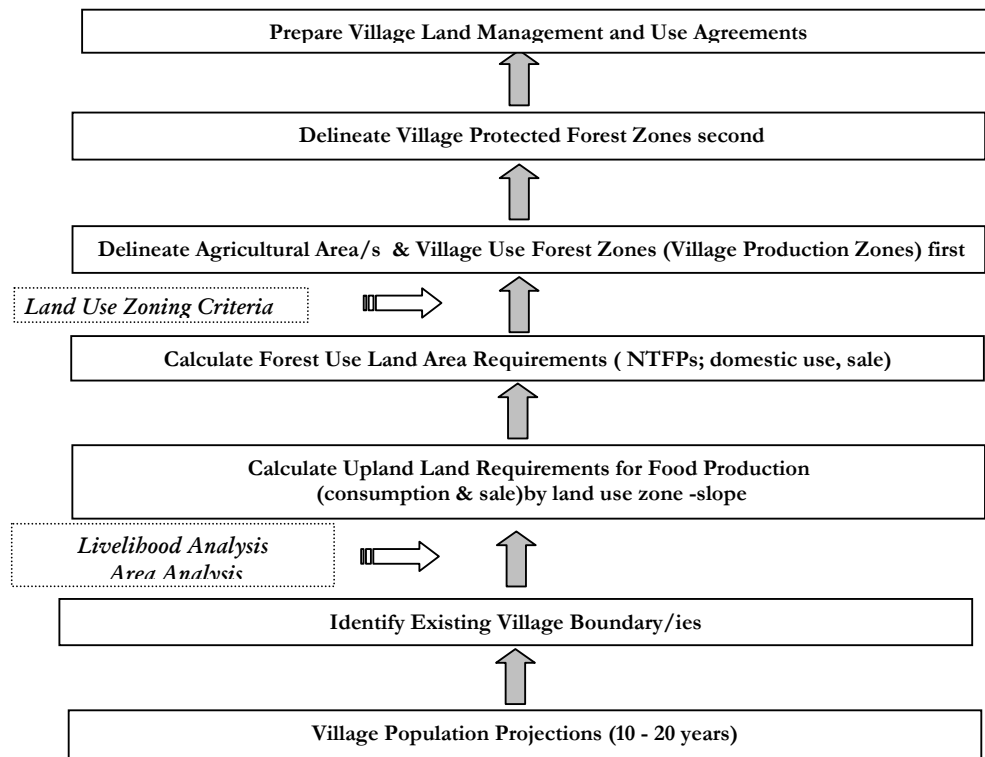 Prepare Village Land Management and Use Agreements
Delineate Village Protected Forest Zones second
Delineate Agricultural Area/s & Village Use Forest Zones (Village Production Zones) first
Land Use Zoning Criteria
Calculate Forest Use Land Area Requirements ( NTFPs; domestic use, sale)
Calculate Upland Land Requirements for Food Production
(consumption & sale)by land use zone -slope
Livelihood Analysis
Area Analysis
Identify Existing Village Boundary/ies
Village Population Projections (10 - 20 years)